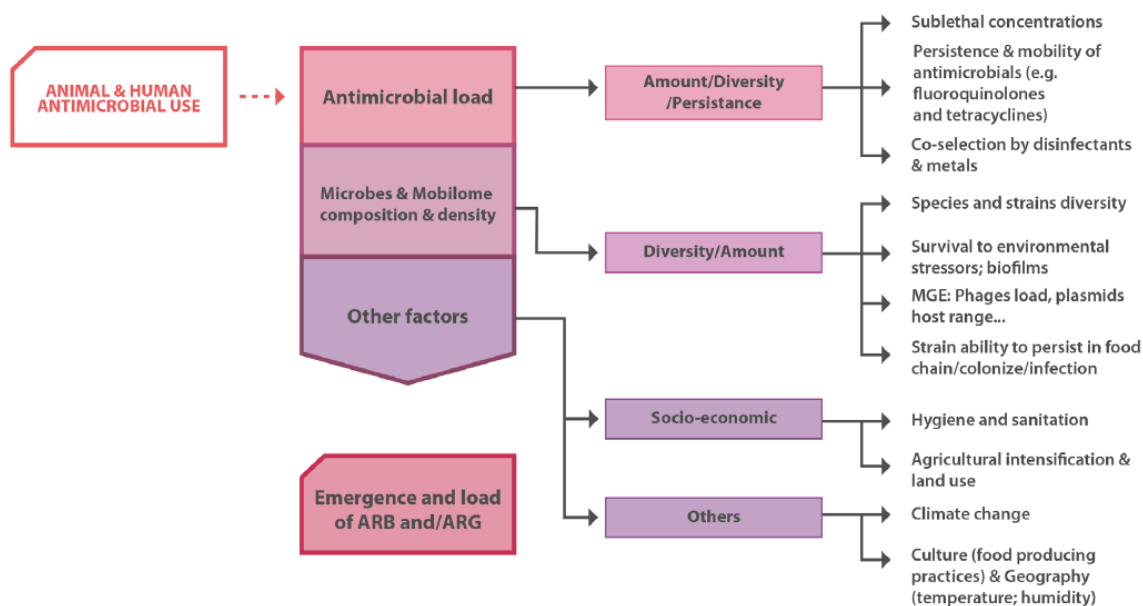 ANIMAL & HUMAN
ANTIMICROBIAL USE
Antimicrobial load
Microbes & Mobilome
composition & density
Other factors
Emergence and load
of ARB and/ARG
Amount/Diversity
/Persistance
Diversity/Amount
Socio-economic
Others
Sublethal concentrations
Persistence & mobility of
antimicrobials (e.g.
fluoroquinolones
and tetracyclines)
Co-selection by disinfectants
& metals
Species and strains diversity
Survival to environmental
stressors; biofilms
MGE: Phages load, plasmids
host range...
Strain ability to persist in food
chain/colonize/infection
Hygiene and sanitation
Agricultural intensification &
land use
Climate change
Culture (food producing
practices) & Geography
(temperature; humidity)